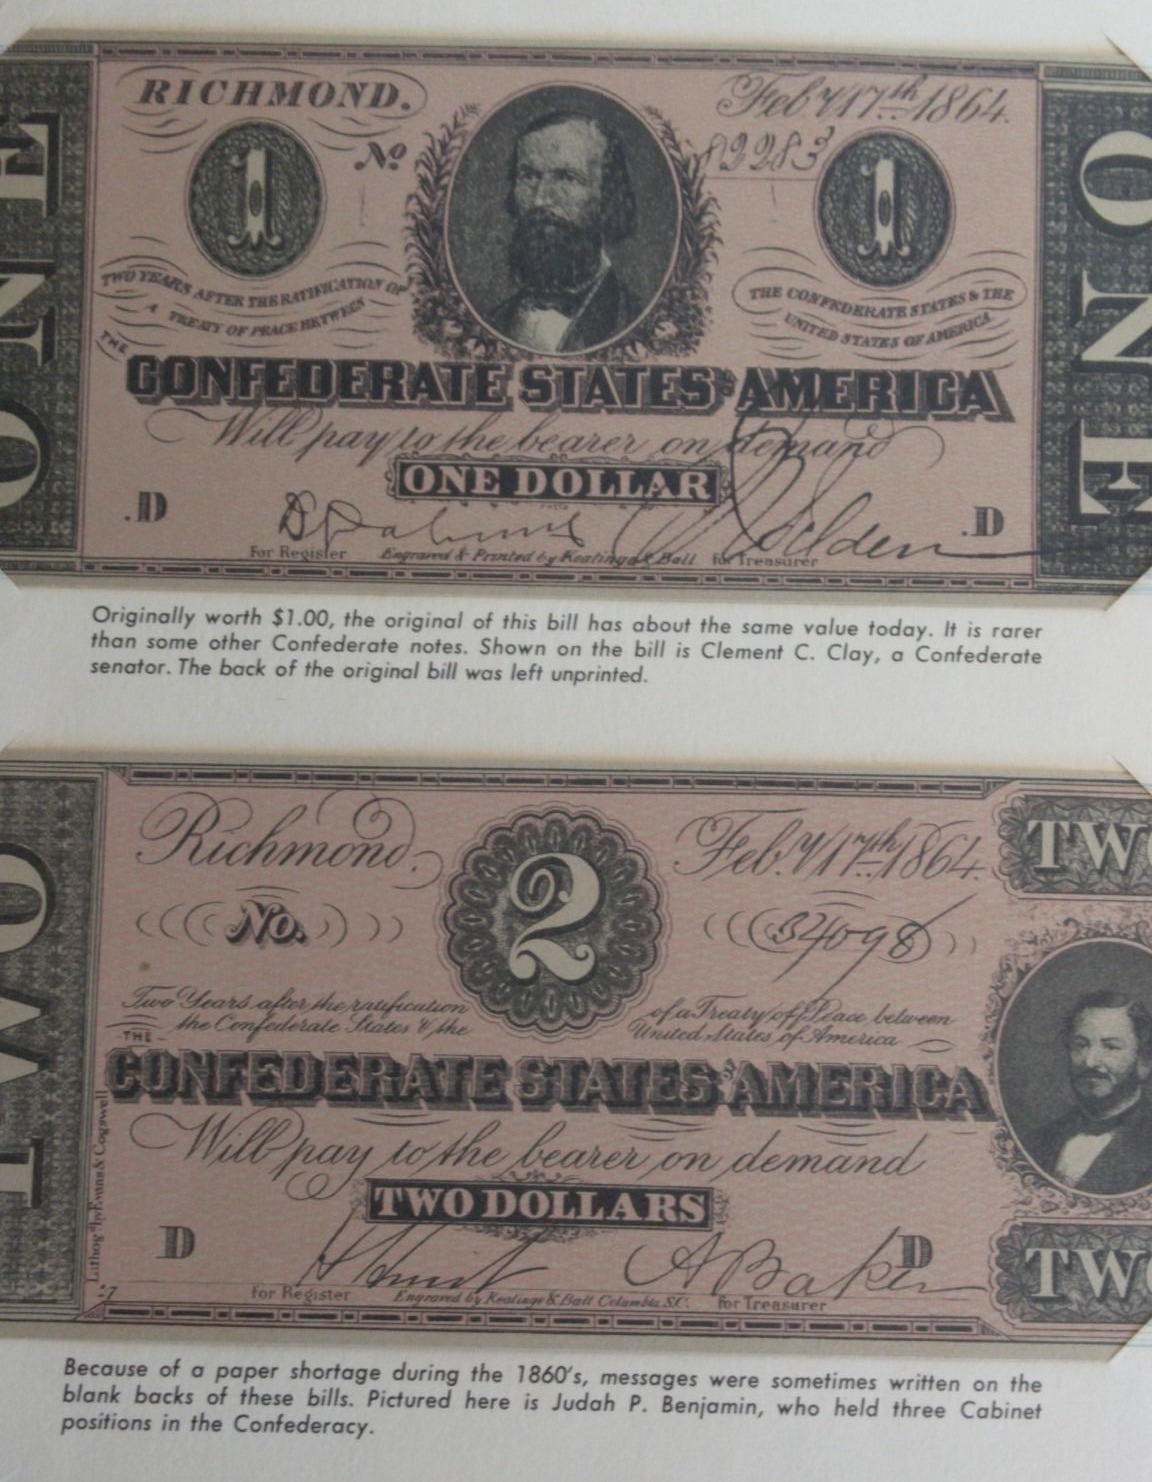 RICHMOND.
Feby 17th 1864.
No 82283
1
1
ONE
ONE
TWO YEARS AFTER THE RATIFICATION OF
A TREATY OF PEACE BETWEEN
THE CONFEDERATE STATES & THE
UNITED STATES OF AMERICA
THE
CONFEDERATE STATES OF AMERICA
Will pay to the bearer on demand
ONE DOLLAR
.D
.D
For Register Engraved & Printed by Keatinge & Ball for Treasurer
Originally worth $1.00, the original of this bill has about the same value today. It is rarer
than some other Confederate notes. Shown on the bill is Clement C. Clay, a Confederate
senator. The back of the original bill was left unprinted.
TWO
Richmond.
2
Feb.y 17th 1864.
TWO
No.
34098
Two Years after the ratification of a Treaty of Peace between
the Confederate States & the United States of America
THE
CONFEDERATE STATES OF AMERICA
Will pay to the bearer on demand
TWO DOLLARS
D
A Baker
D
TWO
Lithog'd by Evans & Cogswell
27
For Register Engraved by Keatinge & Ball Columbia, S.C. for Treasurer
Because of a paper shortage during the 1860's, messages were sometimes written on the
blank backs of these bills. Pictured here is Judah P. Benjamin, who held three Cabinet
positions in the Confederacy.